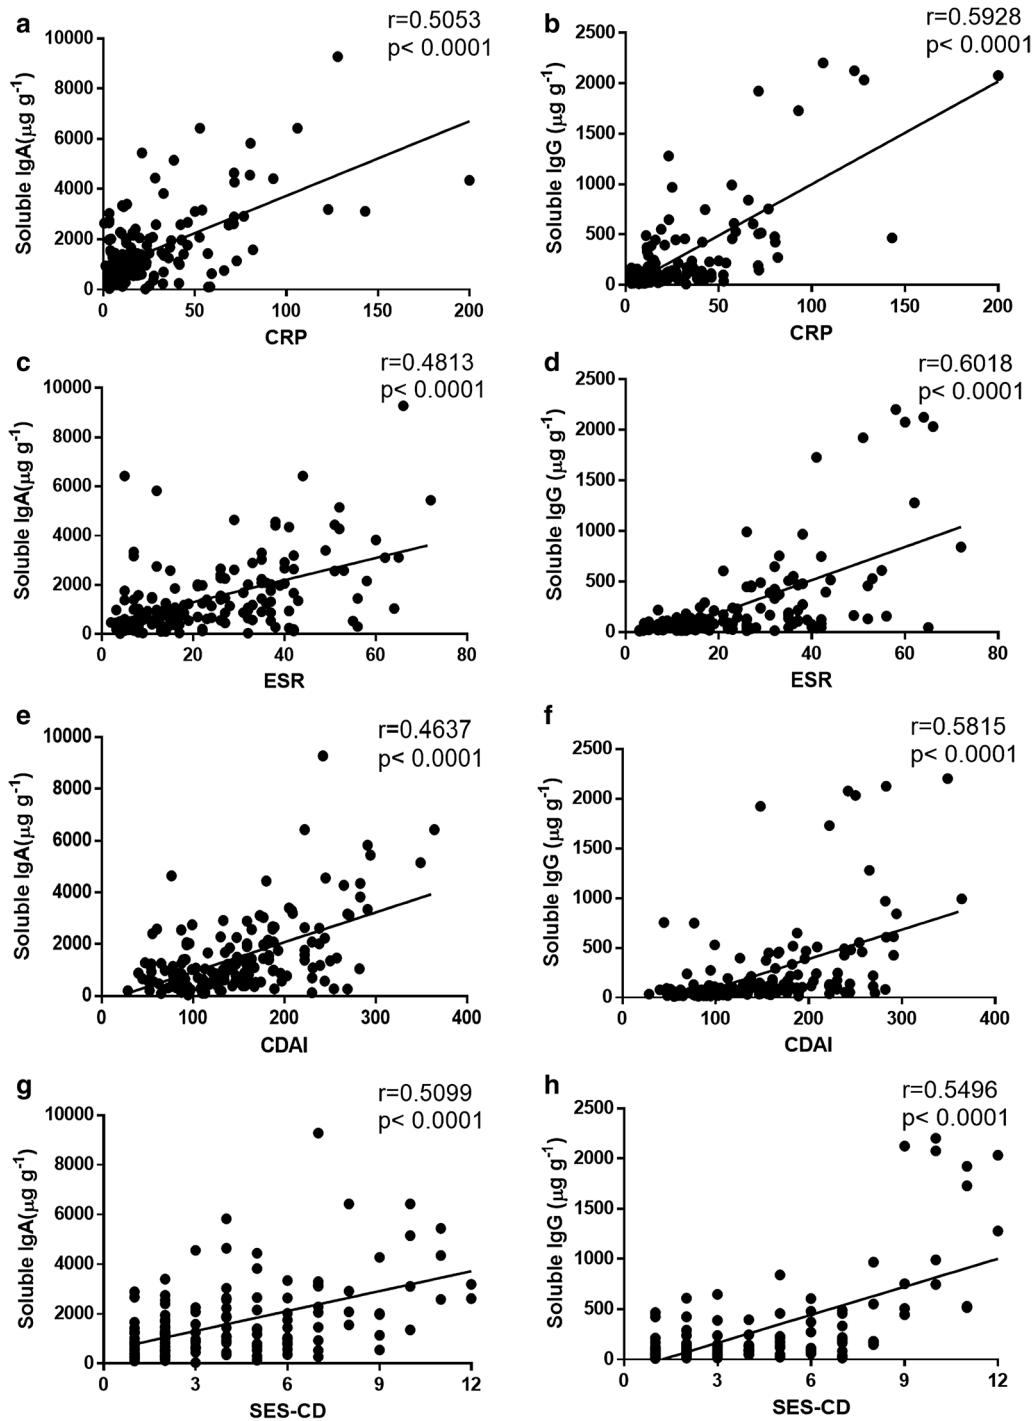 a
r=0.5053
p< 0.0001
Soluble IgA(μg g-1)
10000
8000
6000
4000
2000
0
0 50 100 150 200
CRP
b
r=0.5928
p< 0.0001
Soluble IgG (μg g-1)
2500
2000
1500
1000
500
0
0 50 100 150 200
CRP
c
r=0.4813
p< 0.0001
Soluble IgA(μg g-1)
10000
8000
6000
4000
2000
0
0 20 40 60 80
ESR
d
r=0.6018
p< 0.0001
Soluble IgG (μg g-1)
2500
2000
1500
1000
500
0
0 20 40 60 80
ESR
e
r=0.4637
p< 0.0001
Soluble IgA(μg g-1)
10000
8000
6000
4000
2000
0
0 100 200 300 400
CDAI
f
r=0.5815
p< 0.0001
Soluble IgG (μg g-1)
2500
2000
1500
1000
500
0
0 100 200 300 400
CDAI
g
r=0.5099
p< 0.0001
Soluble IgA(μg g-1)
10000
8000
6000
4000
2000
0
0 3 6 9 12
SES-CD
h
r=0.5496
p< 0.0001
Soluble IgG (μg g-1)
2500
2000
1500
1000
500
0
0 3 6 9 12
SES-CD